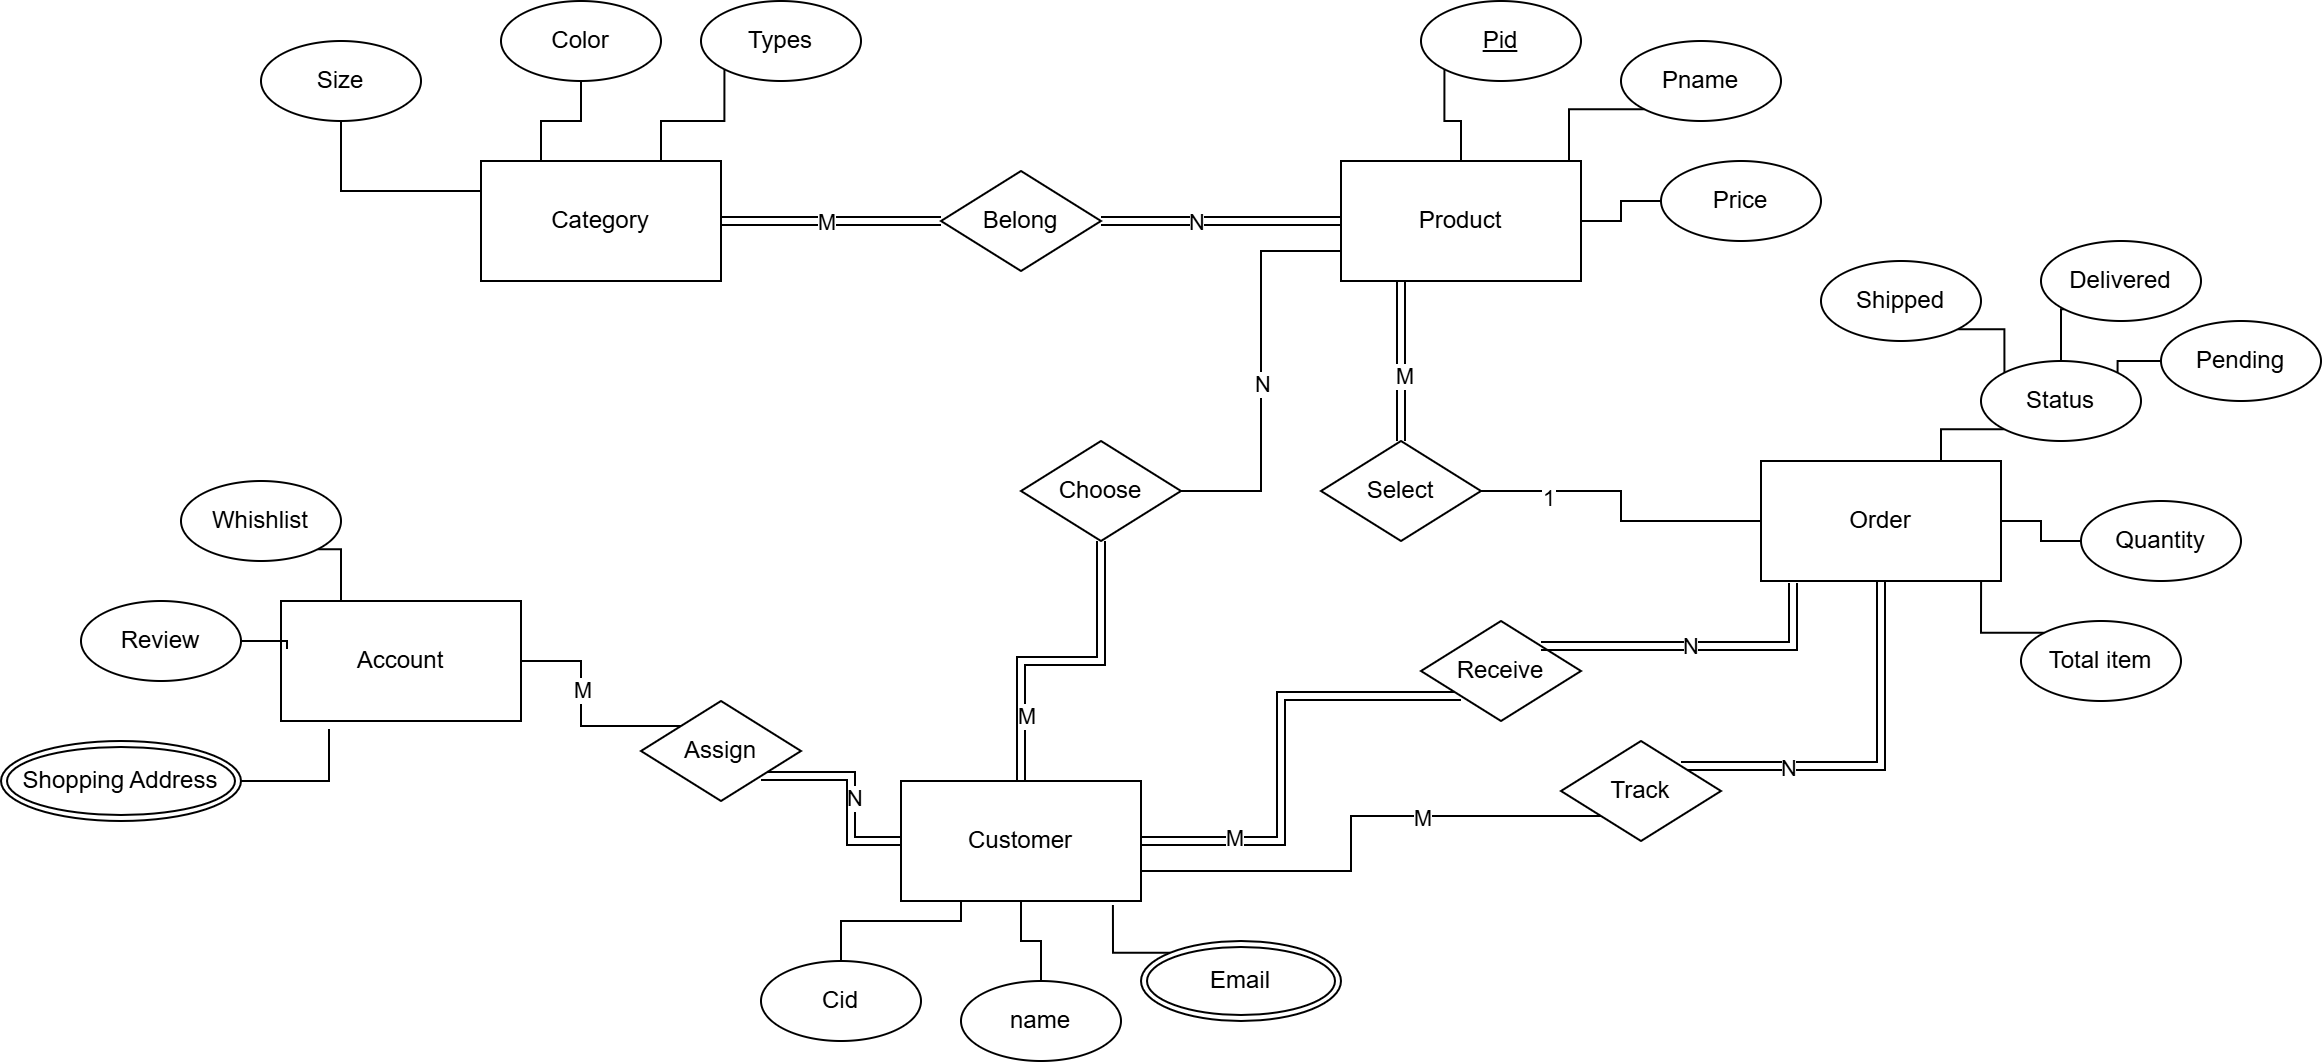 Color
Types
Pid
Size
Pname
Price
Category
M
Belong
N
Product
Delivered
Shipped
Pending
M
N
Status
Choose
Select
1
Order
Whishlist
Quantity
Review
Account
Receive
N
Total item
M
M
Assign
Shopping Address
N
Track
N
M
M
Customer
Cid
name
Email